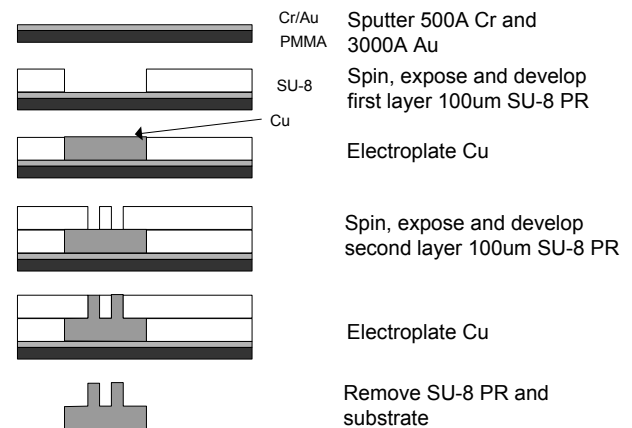 Cr/Au
Sputter 500A Cr and
PMMA
3000A Au
SU-8
Spin, expose and develop
first layer 100um SU-8 PR
Cu
Electroplate Cu
Spin, expose and develop
second layer 100um SU-8 PR
Electroplate Cu
Remove SU-8 PR and
substrate